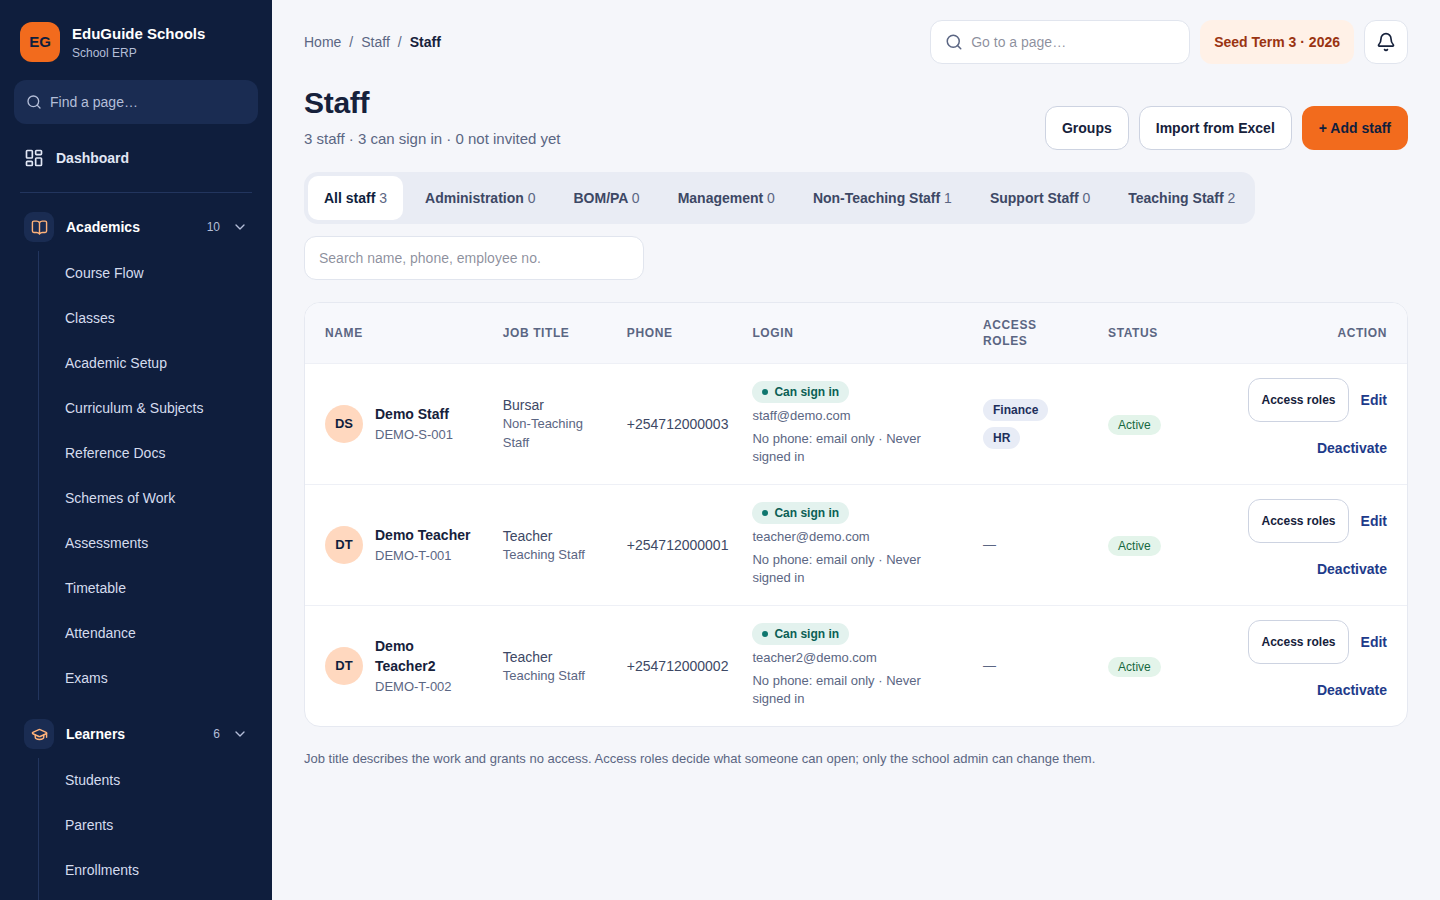 EG
EduGuide Schools
School ERP
Find a page…
Dashboard
Academics 10
Course Flow
Classes
Academic Setup
Curriculum & Subjects
Reference Docs
Schemes of Work
Assessments
Timetable
Attendance
Exams
Learners 6
Students
Parents
Enrollments
Home / Staff / Staff
Go to a page…
Seed Term 3 · 2026
Staff
3 staff · 3 can sign in · 0 not invited yet
Groups
Import from Excel
+ Add staff
All staff 3
Administration 0
BOM/PA 0
Management 0
Non-Teaching Staff 1
Support Staff 0
Teaching Staff 2
Search name, phone, employee no.
NAME
JOB TITLE
PHONE
LOGIN
ACCESS
ROLES
STATUS
ACTION
DS
Demo Staff
DEMO-S-001
Bursar
Non-Teaching
Staff
+254712000003
Can sign in
staff@demo.com
No phone: email only · Never
signed in
Finance
HR
Active
Access roles
Edit
Deactivate
DT
Demo Teacher
DEMO-T-001
Teacher
Teaching Staff
+254712000001
Can sign in
teacher@demo.com
No phone: email only · Never
signed in
—
Active
Access roles
Edit
Deactivate
DT
Demo
Teacher2
DEMO-T-002
Teacher
Teaching Staff
+254712000002
Can sign in
teacher2@demo.com
No phone: email only · Never
signed in
—
Active
Access roles
Edit
Deactivate
Job title describes the work and grants no access. Access roles decide what someone can open; only the school admin can change them.